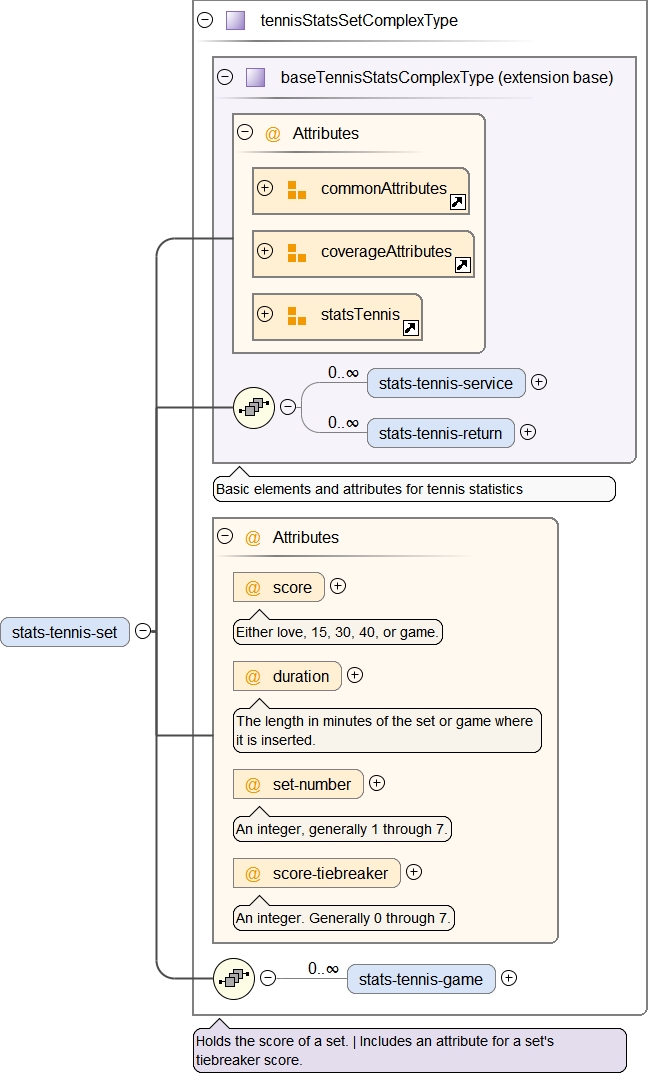 tennisStatsSetComplexType
baseTennisStatsComplexType (extension base)
@ Attributes
commonAttributes
coverageAttributes
statsTennis
0..∞
stats-tennis-service
0..∞
stats-tennis-return
Basic elements and attributes for tennis statistics
@ Attributes
@ score
Either love, 15, 30, 40, or game.
stats-tennis-set
@ duration
The length in minutes of the set or game where
it is inserted.
@ set-number
An integer, generally 1 through 7.
@ score-tiebreaker
An integer. Generally 0 through 7.
0..∞
stats-tennis-game
Holds the score of a set. | Includes an attribute for a set's
tiebreaker score.